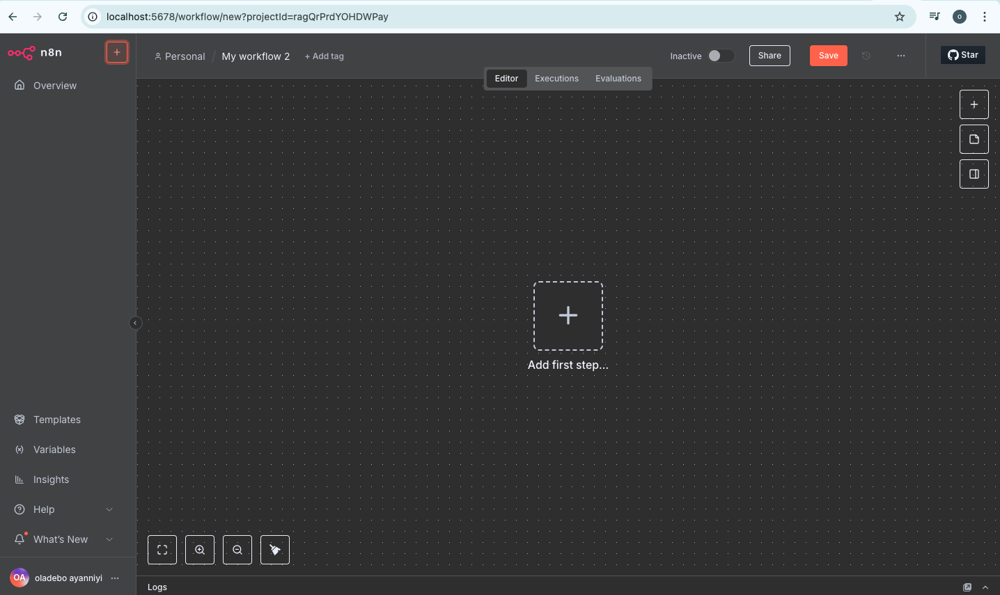 localhost:5678/workflow/new?projectId=ragQrPrdYOHDWPay
o
n8n
Personal / My workflow 2 + Add tag
Inactive
Share
Save
Star
Editor Executions Evaluations
Overview
Add first step...
Templates
Variables
Insights
Help
What's New
OA oladebo ayanniyi
Logs